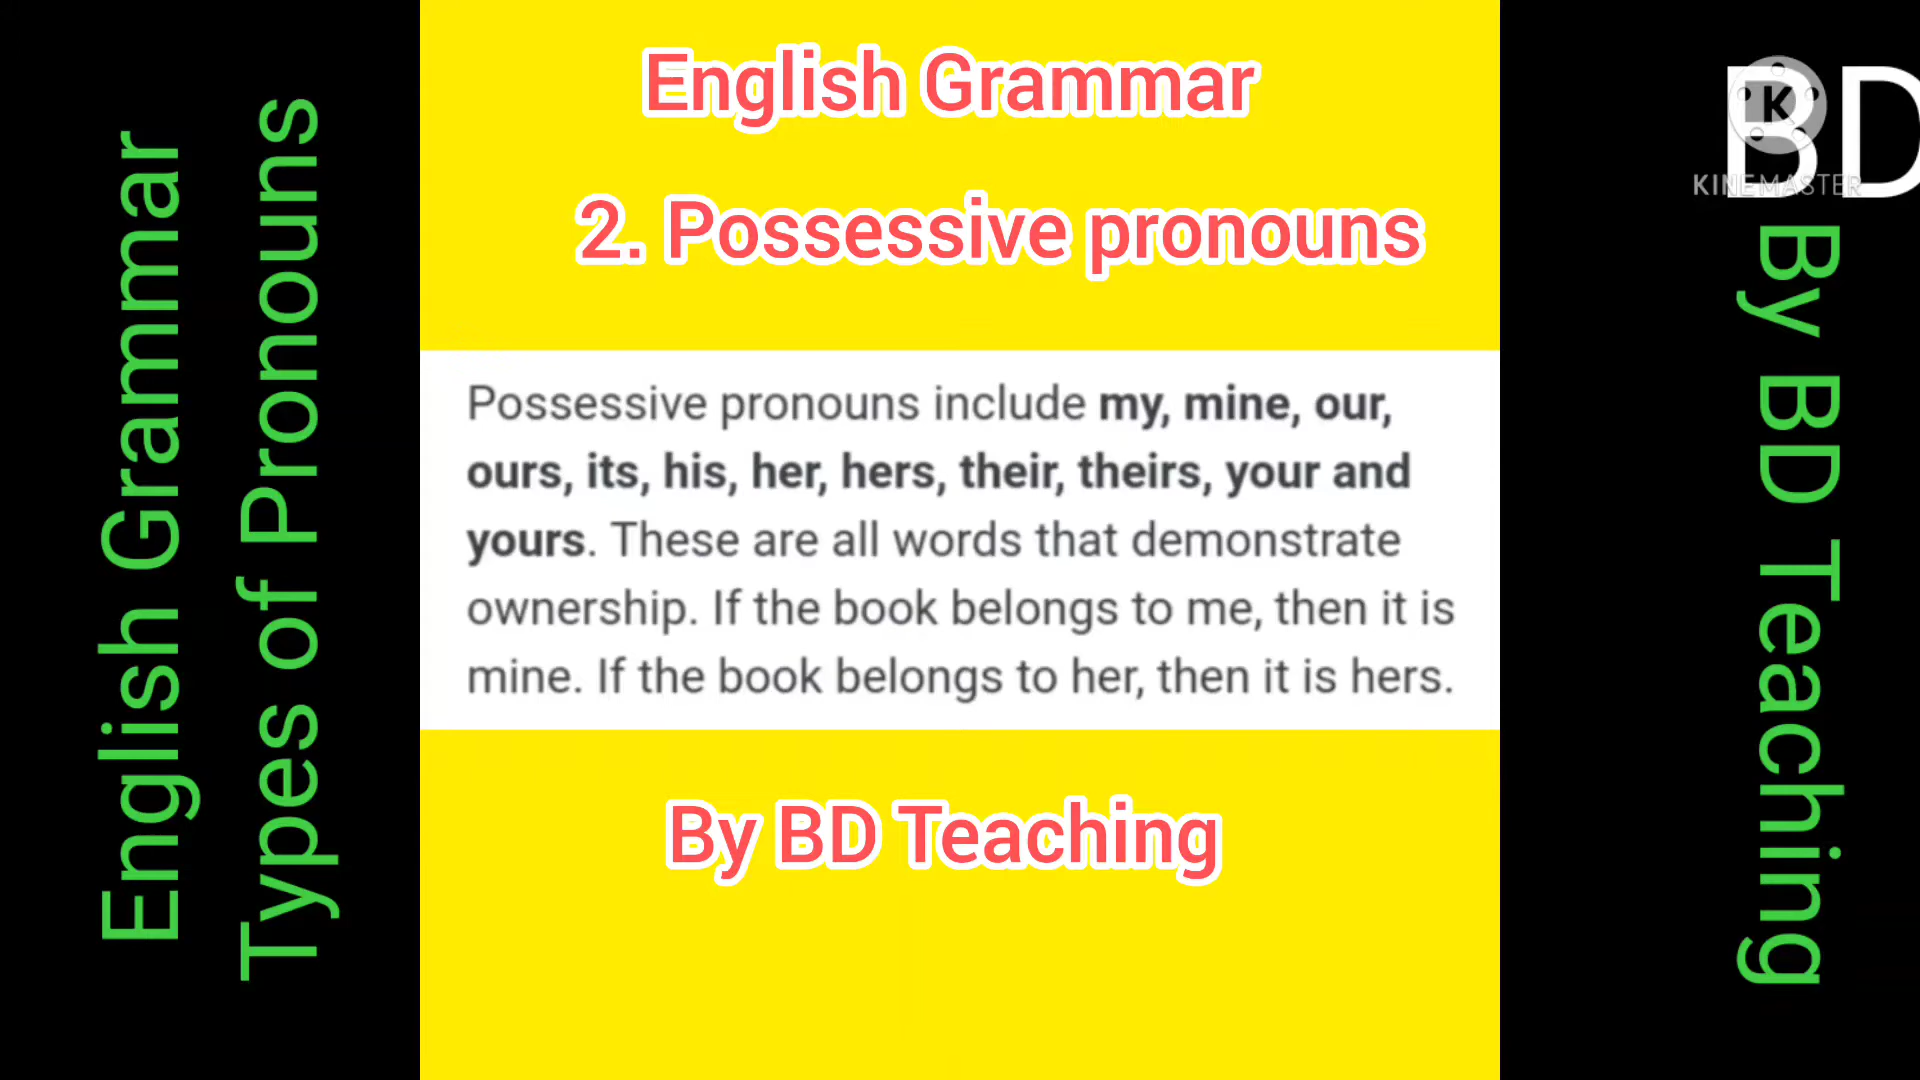 English Grammar
Types of Pronouns
English Grammar
2. Possessive pronouns
Possessive pronouns include my, mine, our,
ours, its, his, her, hers, their, theirs, your and
yours. These are all words that demonstrate
ownership. If the book belongs to me, then it is
mine. If the book belongs to her, then it is hers.
By BD Teaching
BD
K
KINEMASTER
By BD Teaching